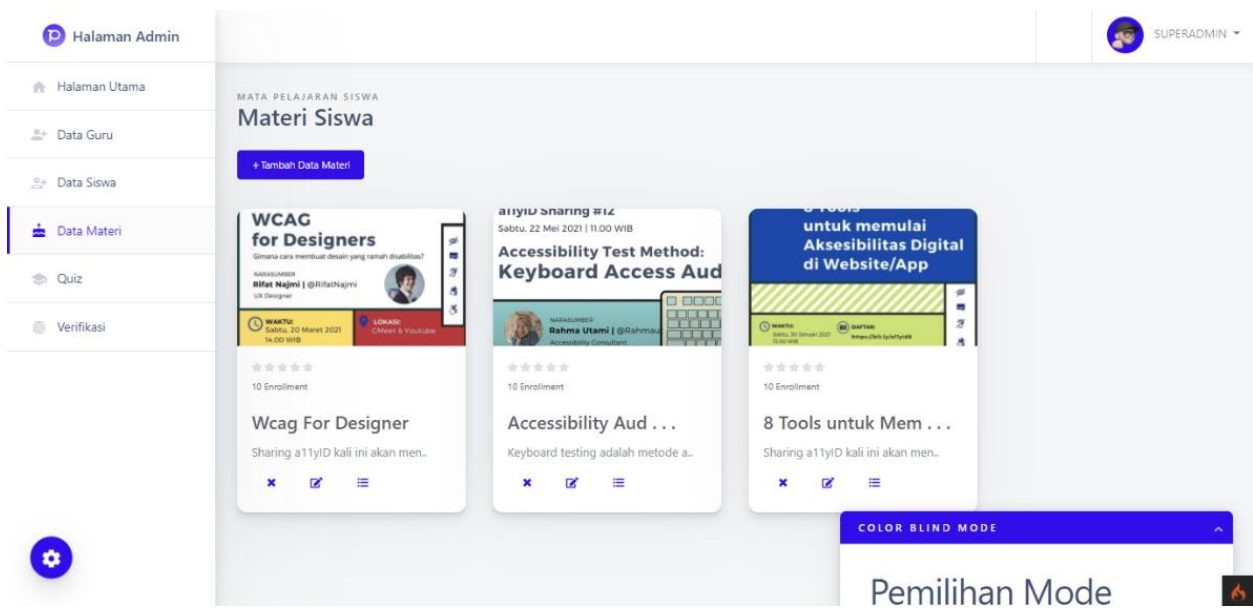 Halaman Admin
SUPERADMIN
Halaman Utama
Data Guru
Data Siswa
Data Materi
Quiz
Verifikasi
MATA PELAJARAN SISWA
Materi Siswa
+ Tambah Data Materi
WCAG
for Designers
Gimana cara membuat desain yang ramah disabilitas?
NARASUMBER
Rifat Najmi | @RifatNajmi
UX Designer
WAKTU:
Sabtu, 20 Maret 2021
14.00 WIB
LOKASI:
GMeet & Youtube
10 Enrollment
Wcag For Designer
Sharing a11yID kali ini akan men..
a11yID Sharing #12
Sabtu, 22 Mei 2021 | 11.00 WIB
Accessibility Test Method:
Keyboard Access Aud
NARASUMBER
Rahma Utami | @Rahmau
Accessibility Consultant
10 Enrollment
Accessibility Aud . . .
Keyboard testing adalah metode a..
8 Tools
untuk memulai
Aksesibilitas Digital
di Website/App
WAKTU:
Sabtu, 30 Januari 2021
DAFTAR:
10 Enrollment
8 Tools untuk Mem . . .
Sharing a11yID kali ini akan men..
COLOR BLIND MODE
Pemilihan Mode